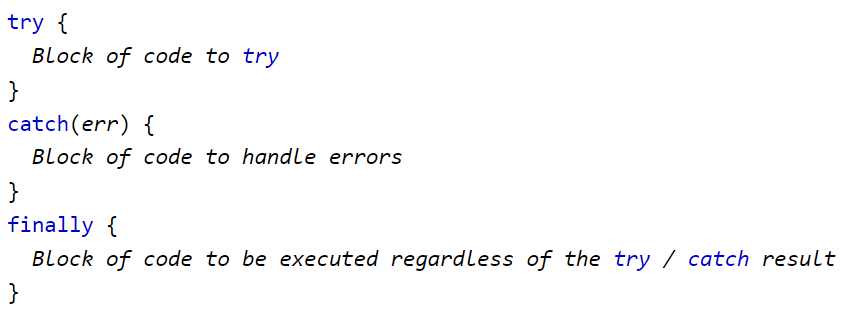 try {
  Block of code to try
}
catch(err) {
  Block of code to handle errors
}
finally {
  Block of code to be executed regardless of the try / catch result
}